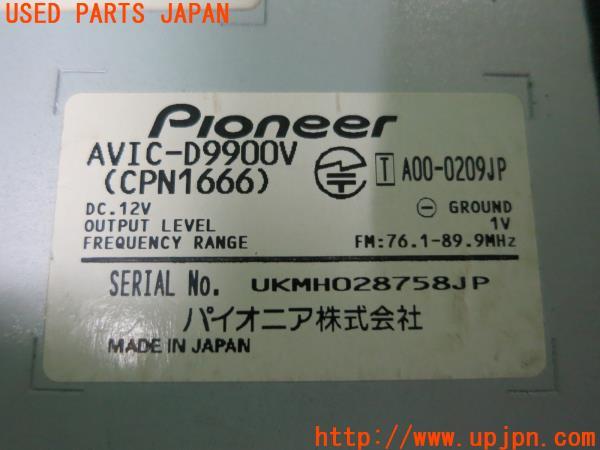 USED PARTS JAPAN
Pioneer
AVIC-D9900V
(CPN1666)
T A00-0209JP
DC.12V
⊖ GROUND
OUTPUT LEVEL 1V
FREQUENCY RANGE FM:76.1-89.9MHz
SERIAL No. UKMH028758JP
パイオニア株式会社
MADE IN JAPAN
http://www.upjpn.com